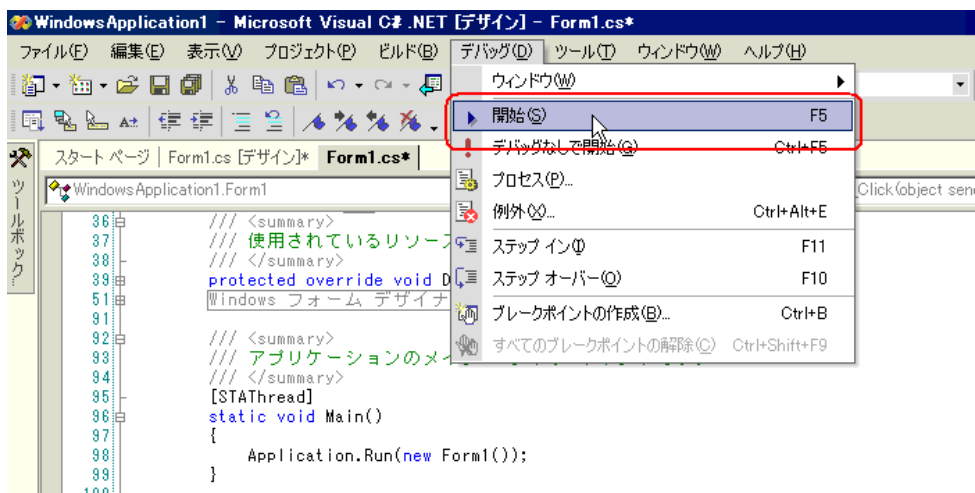 WindowsApplication1 - Microsoft Visual C# .NET [デザイン] - Form1.cs*
ファイル(F) 編集(E) 表示(V) プロジェクト(P) ビルド(B) デバッグ(D) ツール(T) ウィンドウ(W) ヘルプ(H)
ウィンドウ(W)
開始(S) F5
デバッグなしで開始(G) Ctrl+F5
プロセス(P)...
例外(X)... Ctrl+Alt+E
ステップ イン(I) F11
ステップ オーバー(O) F10
ブレークポイントの作成(B)... Ctrl+B
すべてのブレークポイントの解除(C) Ctrl+Shift+F9
スタート ページ | Form1.cs [デザイン]* Form1.cs*
ツールボック
WindowsApplication1.Form1
_Click(object send
36 /// <summary>
37 /// 使用されているリソース
38 /// </summary>
39 protected override void D
51 Windows フォーム デザイナ
91
92 /// <summary>
93 /// アプリケーションのメイ
94 /// </summary>
95 [STAThread]
96 static void Main()
97 {
98 Application.Run(new Form1());
99 }
100